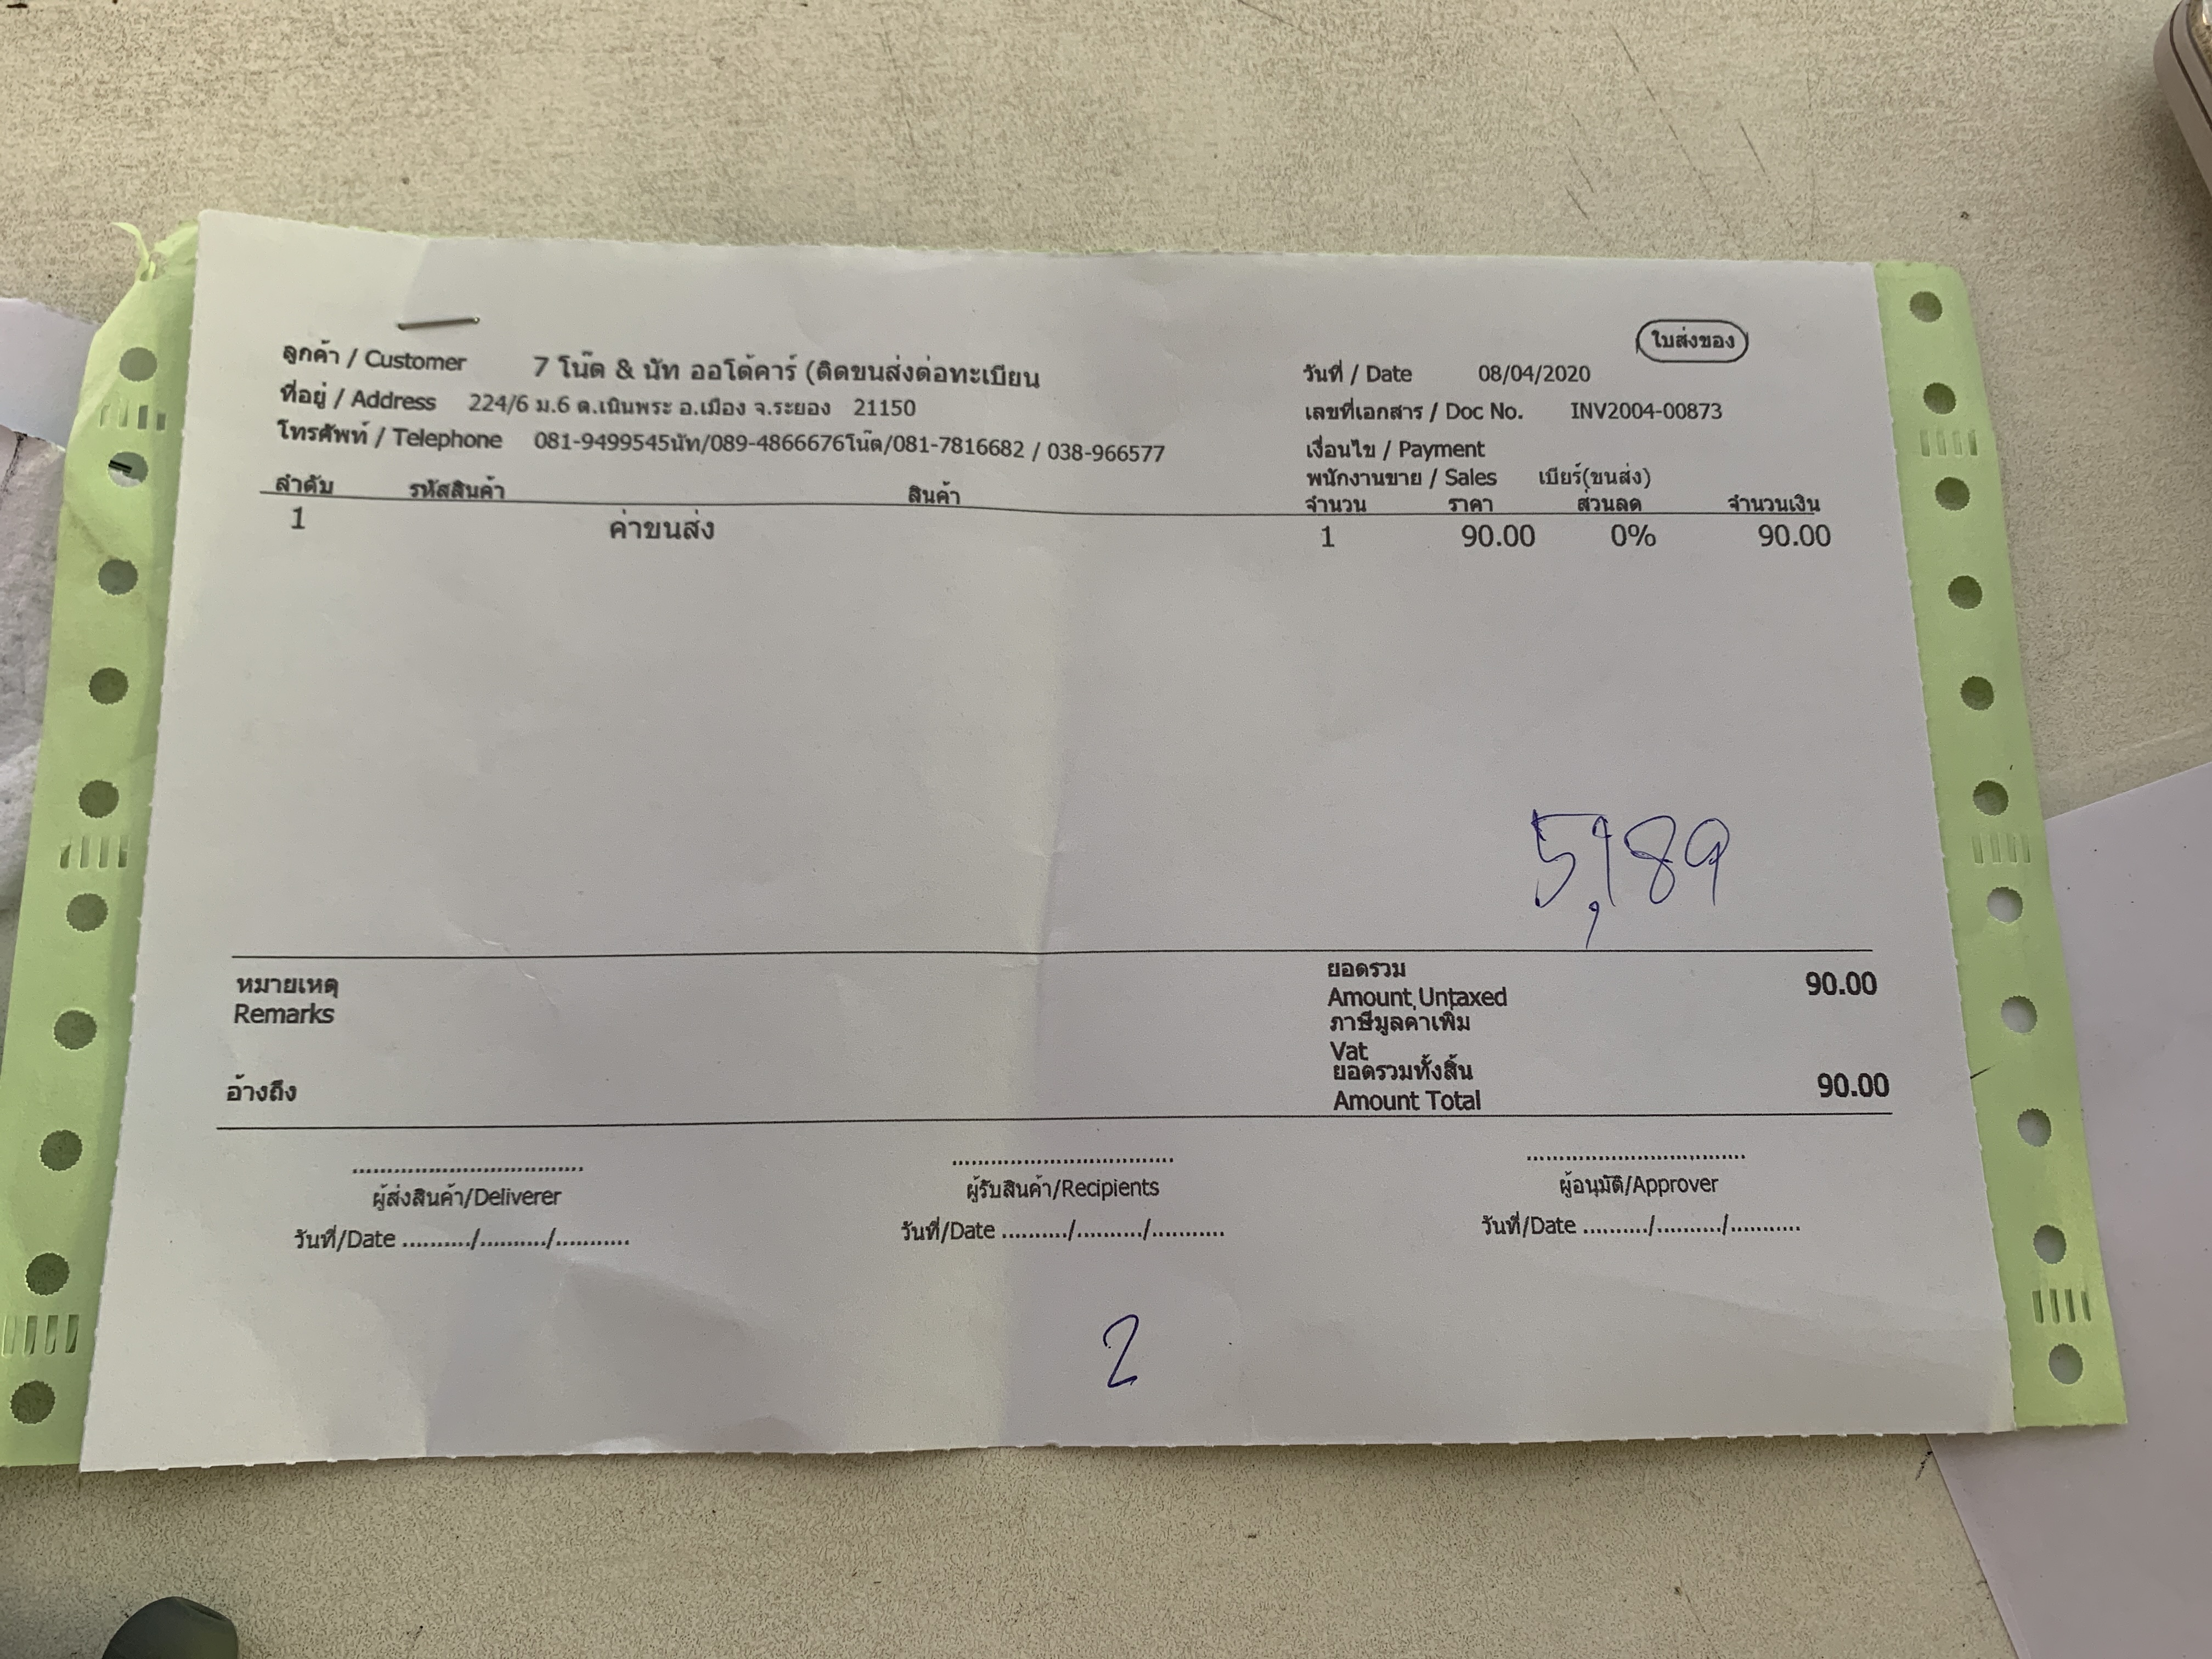 ใบส่งของ
ลูกค้า / Customer 7 โน๊ต & นัท ออโต้คาร์ (ติดขนส่งต่อทะเบียน
ที่อยู่ / Address 224/6 ม.6 ต.เนินพระ อ.เมือง จ.ระยอง 21150
โทรศัพท์ / Telephone 081-9499545นัท/089-4866676โน๊ต/081-7816682 / 038-966577
วันที่ / Date 08/04/2020
เลขที่เอกสาร / Doc No. INV2004-00873
เงื่อนไข / Payment
พนักงานขาย / Sales เบียร์(ขนส่ง)
ลำดับ รหัสสินค้า สินค้า จำนวน ราคา ส่วนลด จำนวนเงิน
1 ค่าขนส่ง 1 90.00 0% 90.00
5,189
หมายเหตุ
Remarks
อ้างถึง
ยอดรวม
Amount Untaxed 90.00
ภาษีมูลค่าเพิ่ม
Vat
ยอดรวมทั้งสิ้น
Amount Total 90.00
................................. ................................. .................................
ผู้ส่งสินค้า/Deliverer ผู้รับสินค้า/Recipients ผู้อนุมัติ/Approver
วันที่/Date ........../........../........... วันที่/Date ........../........../........... วันที่/Date ........../........../...........
2